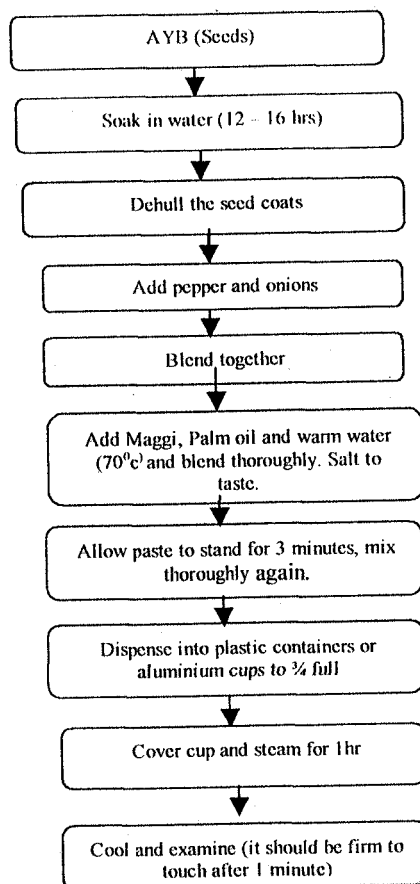 AYB (Seeds)
Soak in water (12 – 16 hrs)
Dehull the seed coats
Add pepper and onions
Blend together
Add Maggi, Palm oil and warm water
(70⁰c) and blend thoroughly. Salt to
taste.
Allow paste to stand for 3 minutes, mix
thoroughly again.
Dispense into plastic containers or
aluminium cups to ¾ full
Cover cup and steam for 1hr
Cool and examine (it should be firm to
touch after 1 minute)